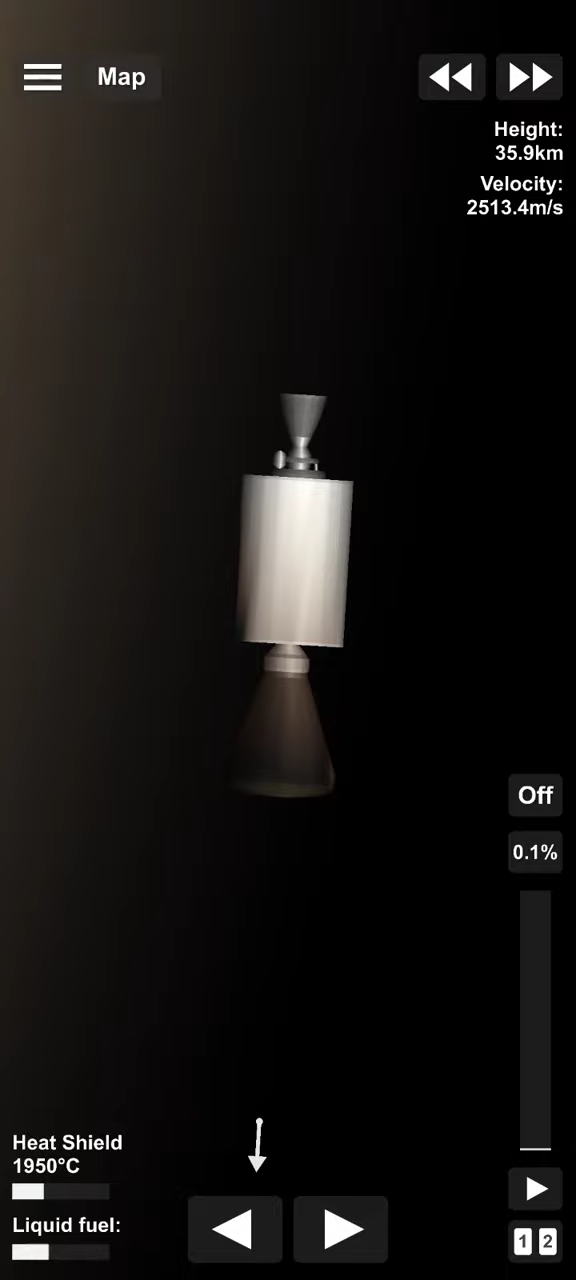 Map
Height:
35.9km
Velocity:
2513.4m/s
Off
0.1%
Heat Shield
1950°C
Liquid fuel:
1 2